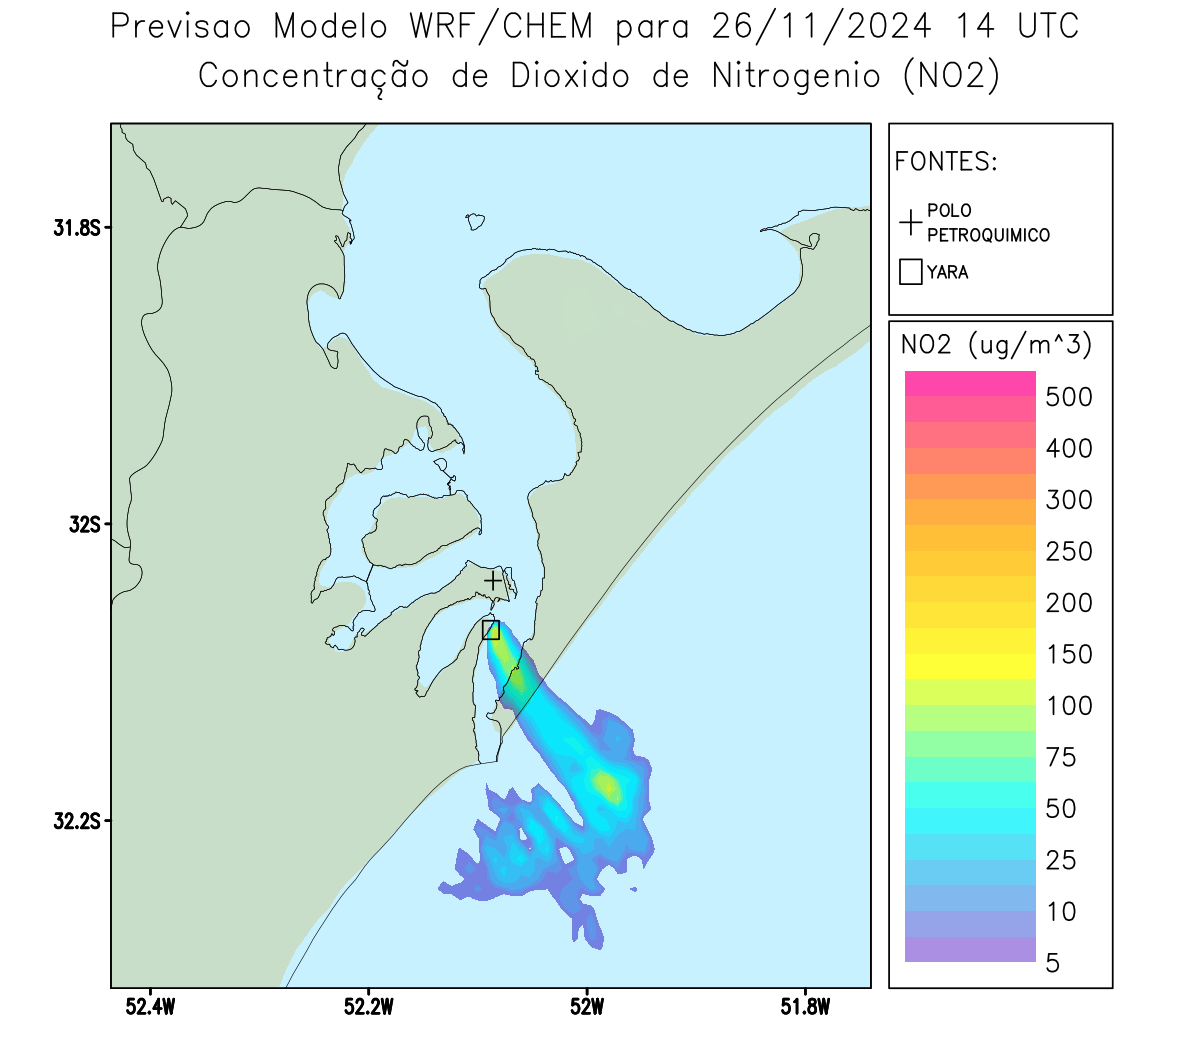 Previsao Modelo WRF/CHEM para 26/11/2024 14 UTC
Concentração de Dioxido de Nitrogenio (NO2)
FONTES:
POLO
PETROQUIMICO
YARA
NO2 (ug/m^3)
500
400
300
250
200
150
100
75
50
25
10
5
31.8S
32S
32.2S
52.4W
52.2W
52W
51.8W